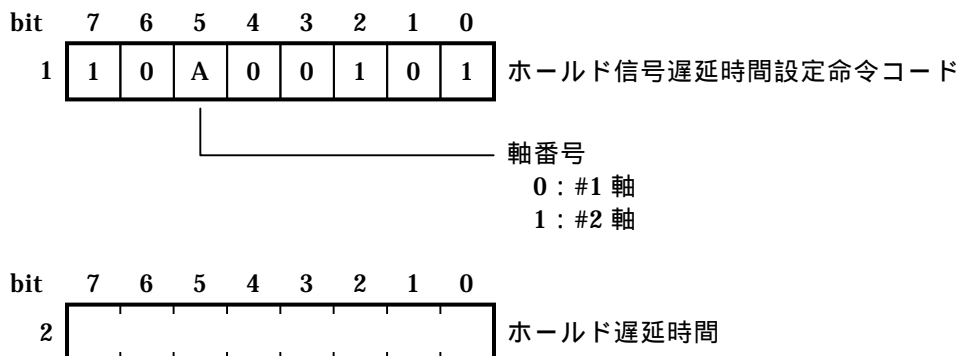 bit 7 6 5 4 3 2 1 0
1 1 0 A 0 0 1 0 1 ホールド信号遅延時間設定命令コード
軸番号
0：#1 軸
1：#2 軸
bit 7 6 5 4 3 2 1 0
2 ホールド遅延時間